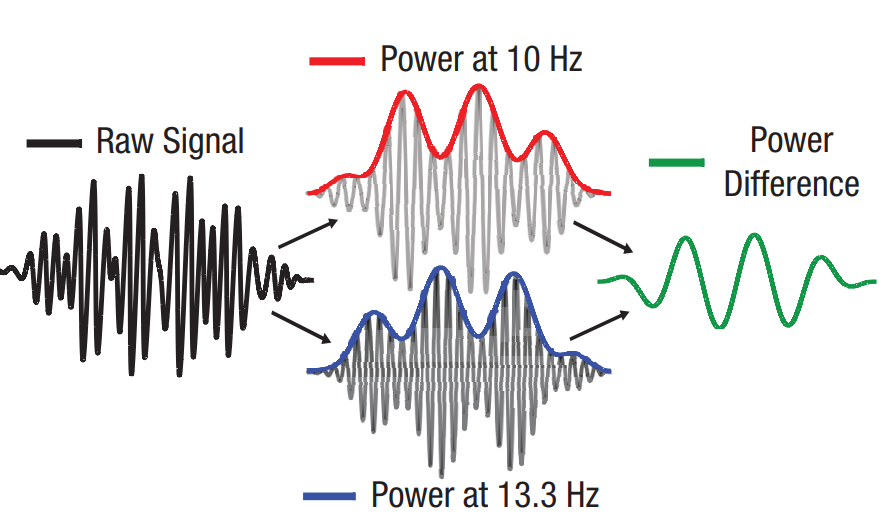 Power at 10 Hz
Raw Signal
Power
Difference
Power at 13.3 Hz